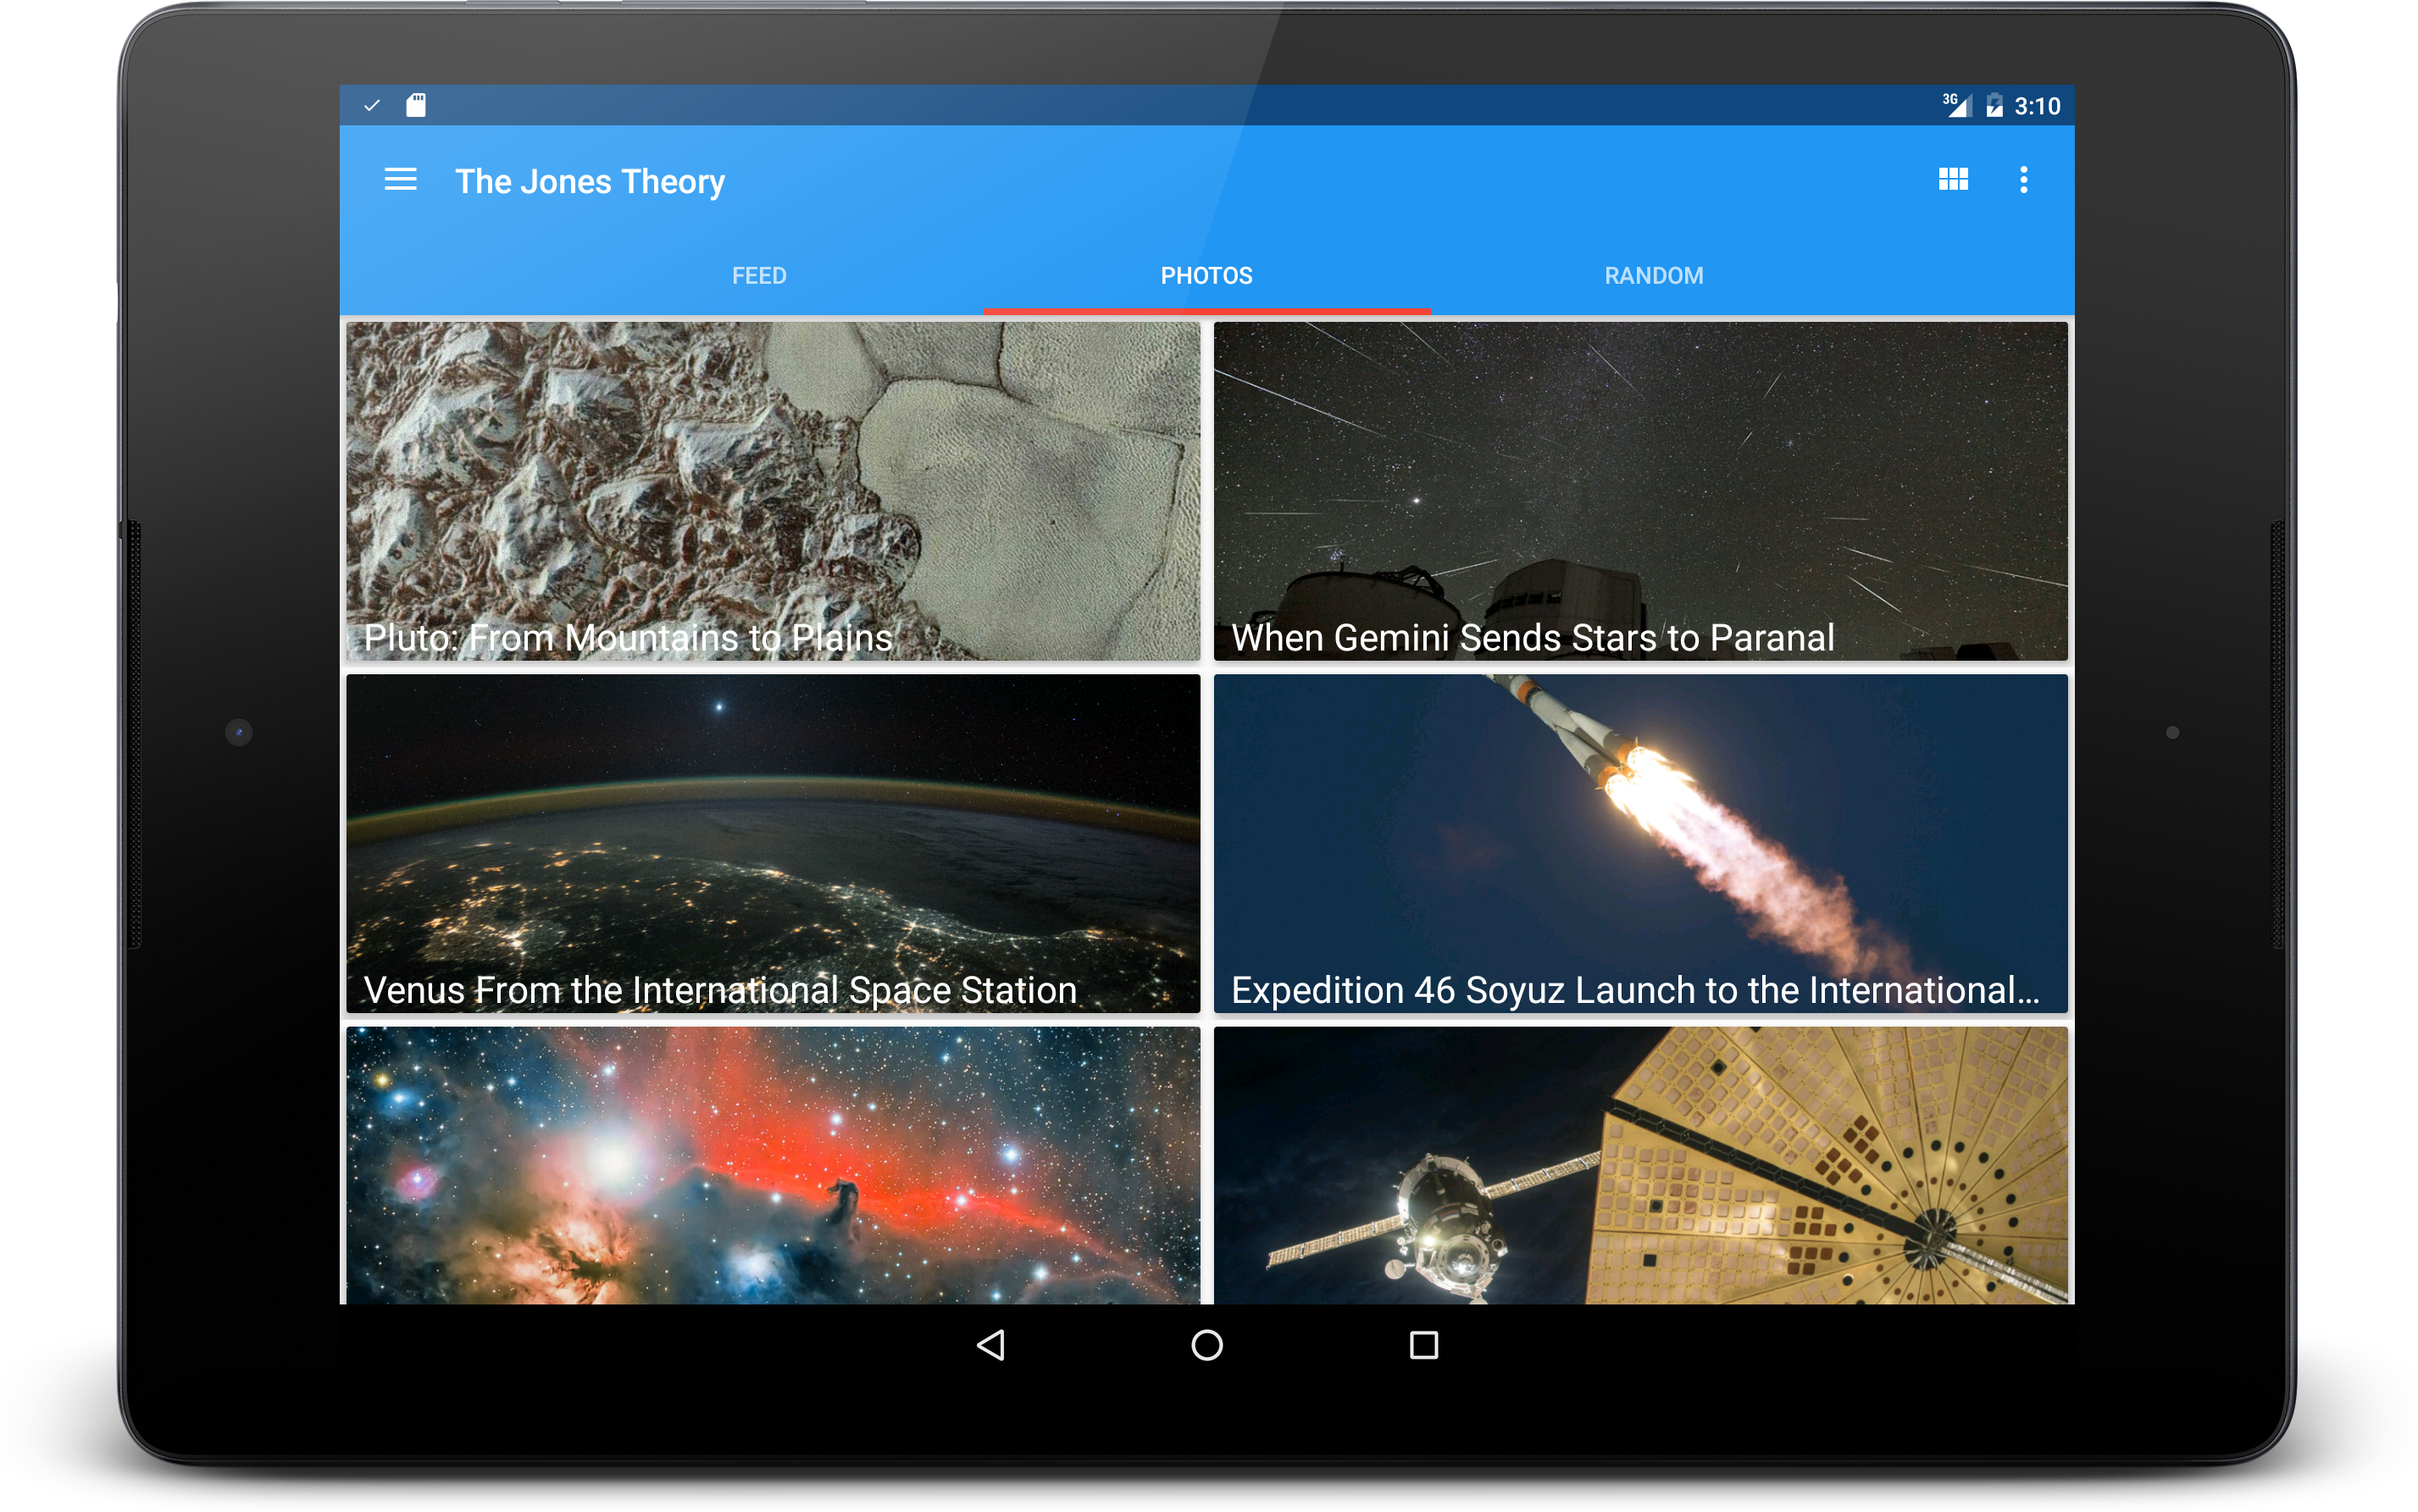 3G 3:10
The Jones Theory
FEED PHOTOS RANDOM
Pluto: From Mountains to Plains
When Gemini Sends Stars to Paranal
Venus From the International Space Station
Expedition 46 Soyuz Launch to the International...